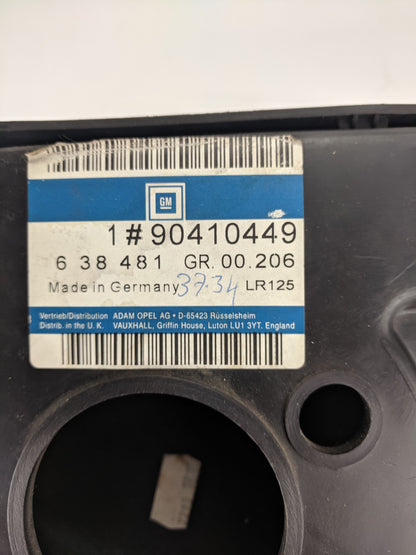 GM
1#90410449
6 38 481 GR. 00.206
Made in Germany 37.34 LR125
Vertrieb/Distribution ADAM OPEL AG • D-65423 Rüsselsheim
Distrib. in the U. K. VAUXHALL, Griffin House, Luton LU1 3YT. England